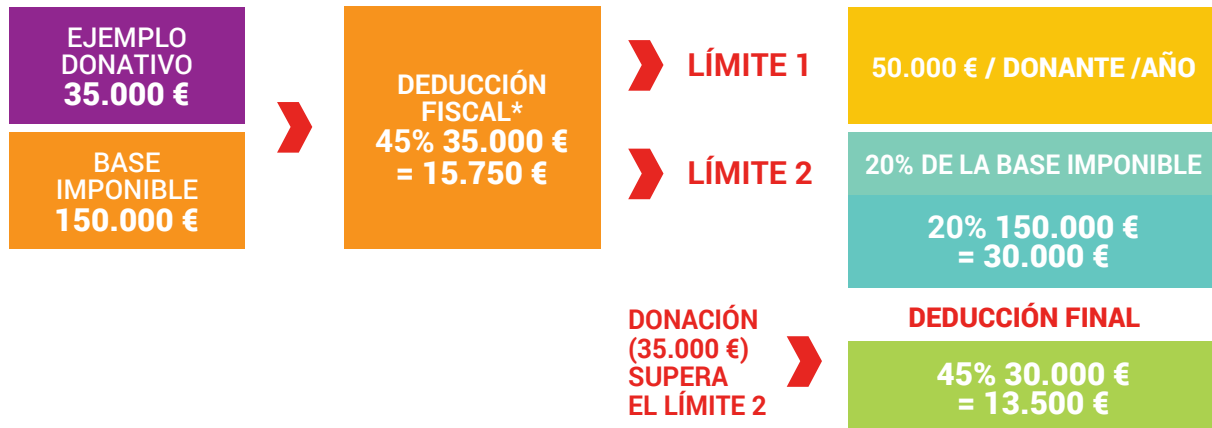 EJEMPLO
DONATIVO
35.000 €
BASE
IMPONIBLE
150.000 €
DEDUCCIÓN
FISCAL*
45% 35.000 €
= 15.750 €
LÍMITE 1
50.000 € / DONANTE /AÑO
LÍMITE 2
20% DE LA BASE IMPONIBLE
20% 150.000 €
= 30.000 €
DONACIÓN
(35.000 €)
SUPERA
EL LÍMITE 2
DEDUCCIÓN FINAL
45% 30.000 €
= 13.500 €